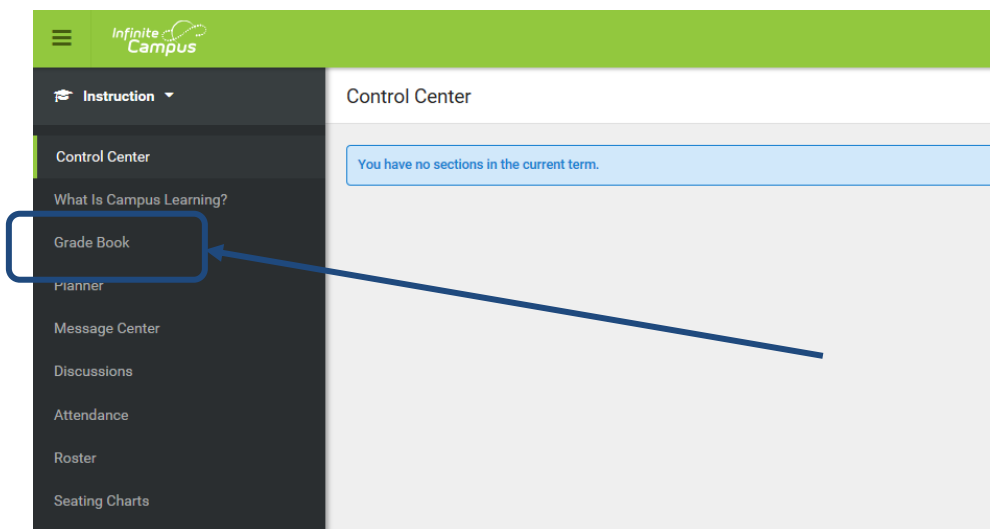 Infinite
Campus
Instruction
Control Center
Control Center
You have no sections in the current term.
What Is Campus Learning?
Grade Book
Planner
Message Center
Discussions
Attendance
Roster
Seating Charts